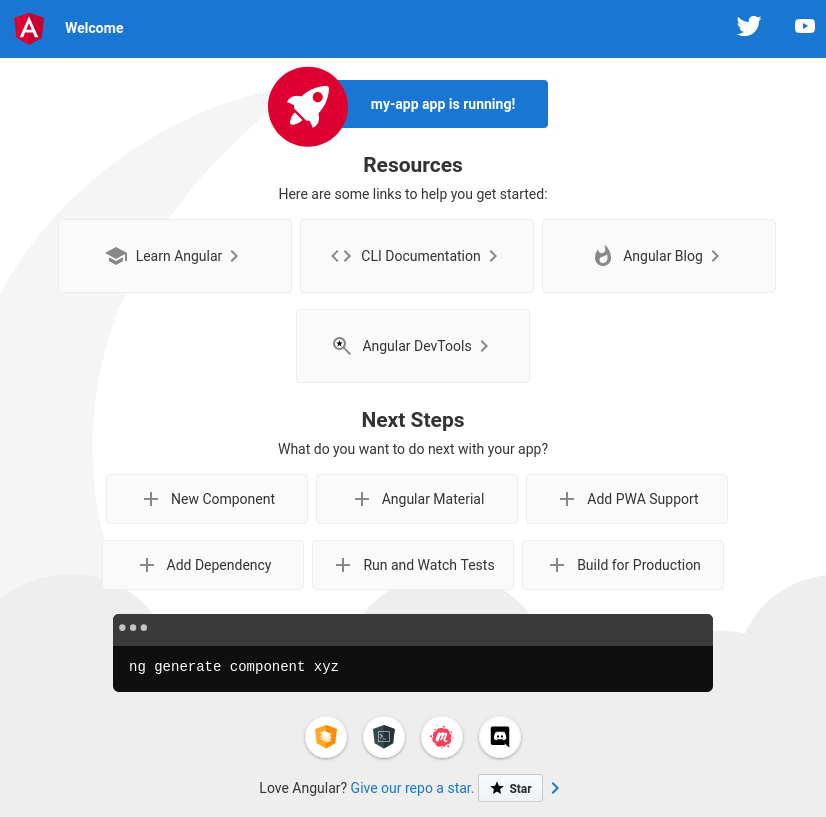 Welcome
my-app app is running!
Resources
Here are some links to help you get started:
Learn Angular
CLI Documentation
Angular Blog
Angular DevTools
Next Steps
What do you want to do next with your app?
New Component
Angular Material
Add PWA Support
Add Dependency
Run and Watch Tests
Build for Production
ng generate component xyz
Love Angular? Give our repo a star. Star